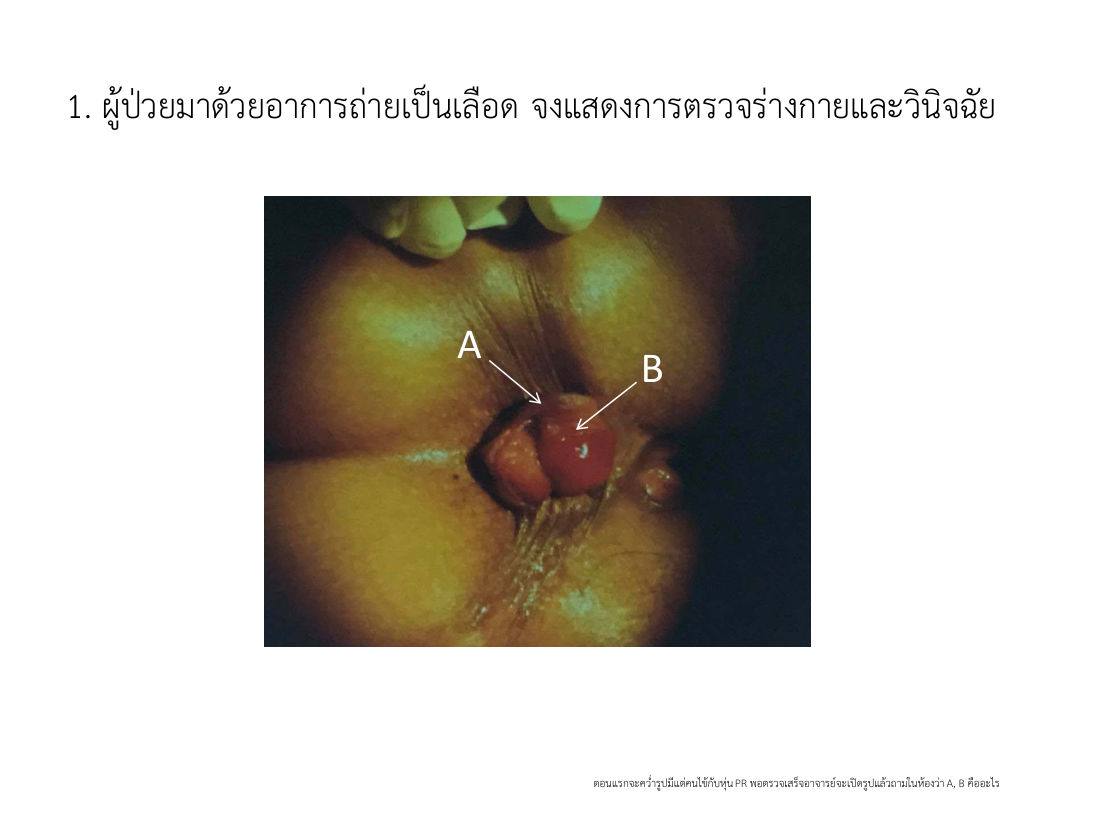 1. ผู้ป่วยมาด้วยอาการถ่ายเป็นเลือด จงแสดงการตรวจร่างกายและวินิจฉัย
A
B
ตอนแรกจะคว่ำรูปมีแต่คนไข้กับหุ่น PR พอตรวจเสร็จอาจารย์จะเปิดรูปแล้วถามในห้องว่า A, B คืออะไร